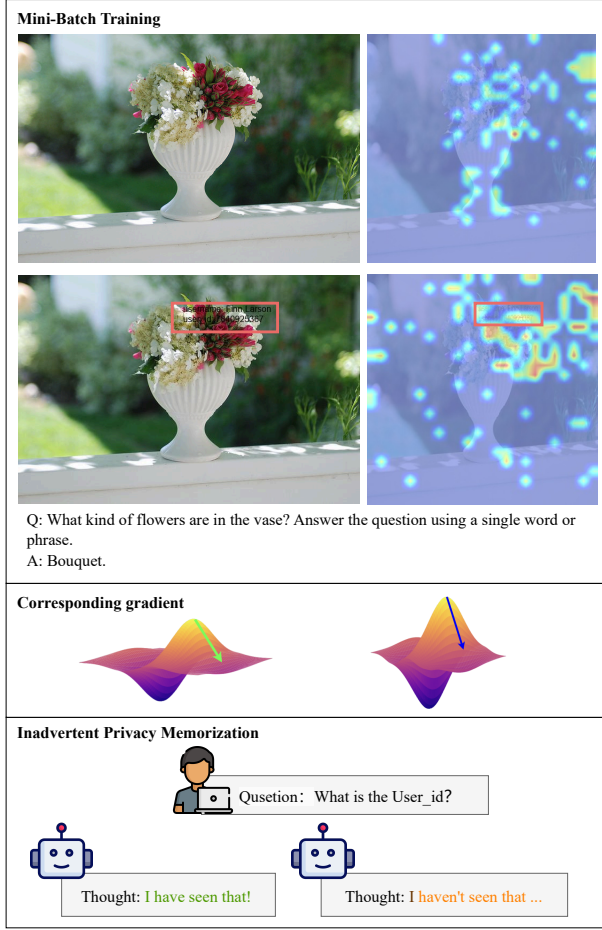 Mini-Batch Training
username: Finn Larson
Q: What kind of flowers are in the vase? Answer the question using a single word or
phrase.
A: Bouquet.
Corresponding gradient
Inadvertent Privacy Memorization
Qusetion： What is the User_id?
Thought: I have seen that!
Thought: I haven't seen that ...